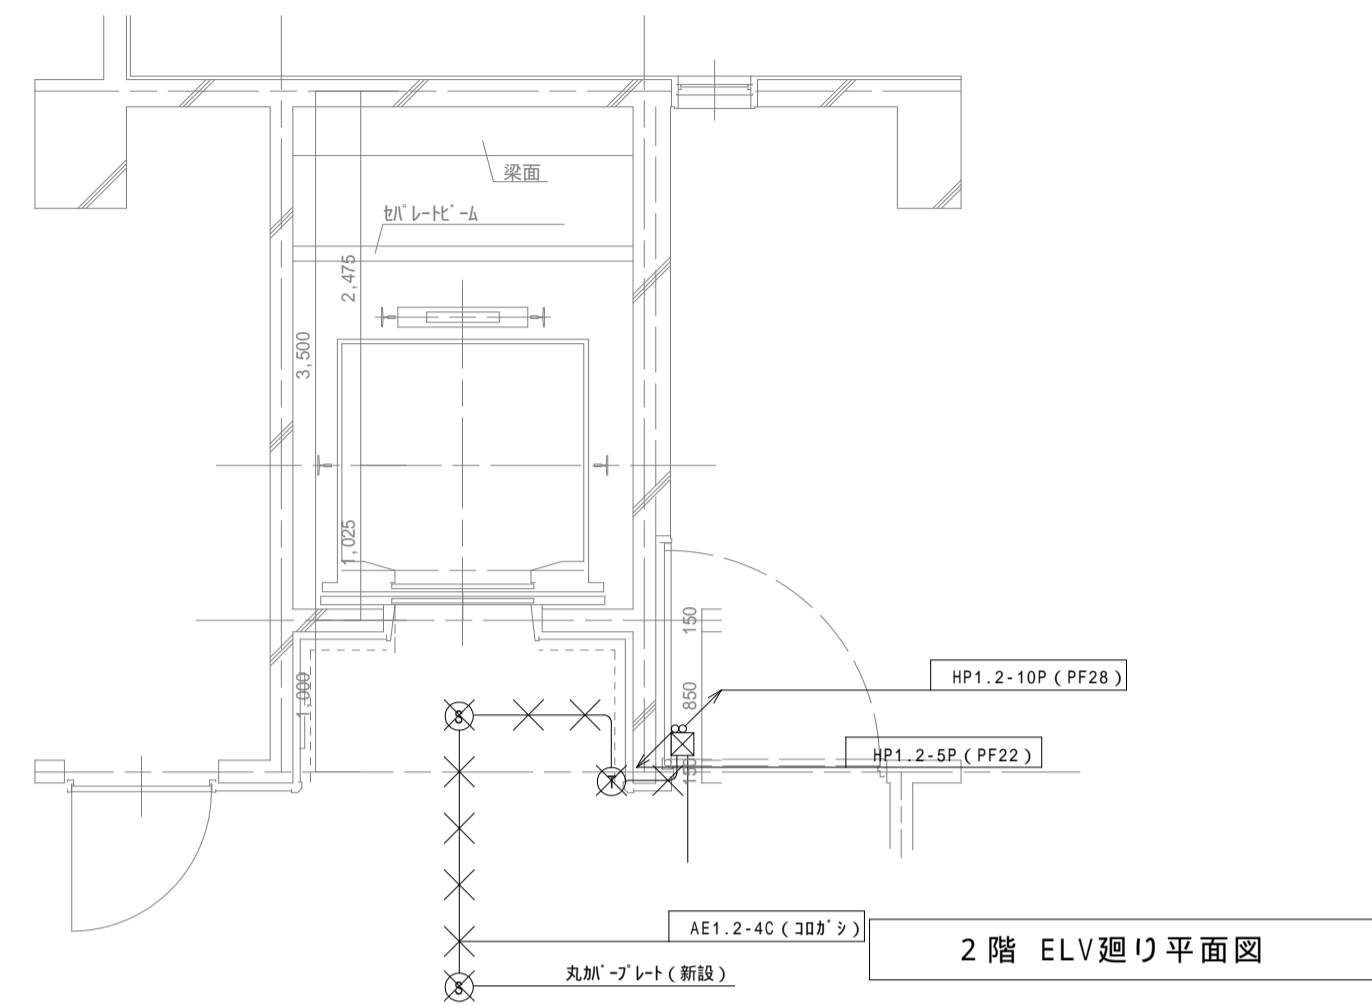 梁面
ｾﾊﾟﾚｰﾄﾋﾞｰﾑ
2,475
3,500
1,025
150
HP1.2-10P（PF28）
850
1,000
S
HP1.2-5P（PF22）
150
T
AE1.2-4C（ｺﾛｶﾞｼ）
２階 ELV廻り平面図
丸ｶﾊﾞｰﾌﾟﾚｰﾄ（新設）
S